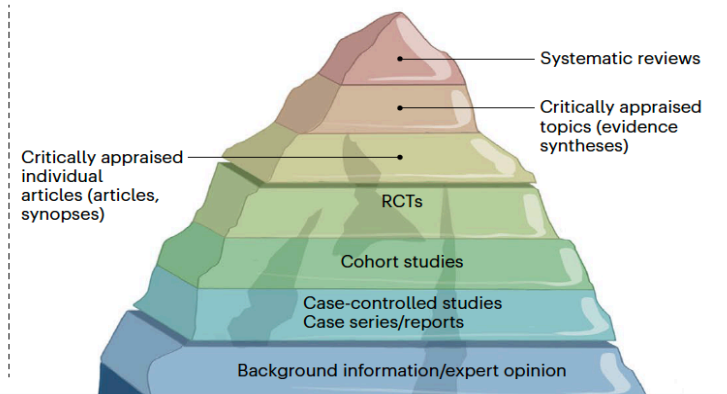 Systematic reviews
Critically appraised
topics (evidence
syntheses)
Critically appraised
individual
articles (articles,
synopses)
RCTs
Cohort studies
Case-controlled studies
Case series/reports
Background information/expert opinion